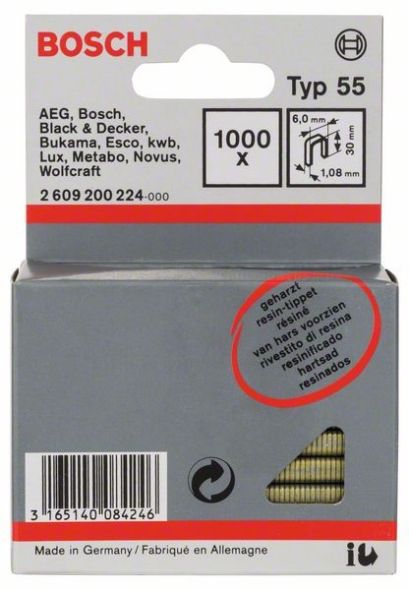 BOSCH
Typ 55
AEG, Bosch,
Black & Decker,
Bukama, Esco, kwb,
Lux, Metabo, Novus,
Wolfcraft
2 609 200 224-000
1000
x
6,0 mm
30 mm
1,08 mm
geharzt
resin-tippet
résiné
van hars voorzien
rivestito di resina
resinificado
hartsad
resinados
3 165140 084246
Made in Germany / Fabriqué en Allemagne